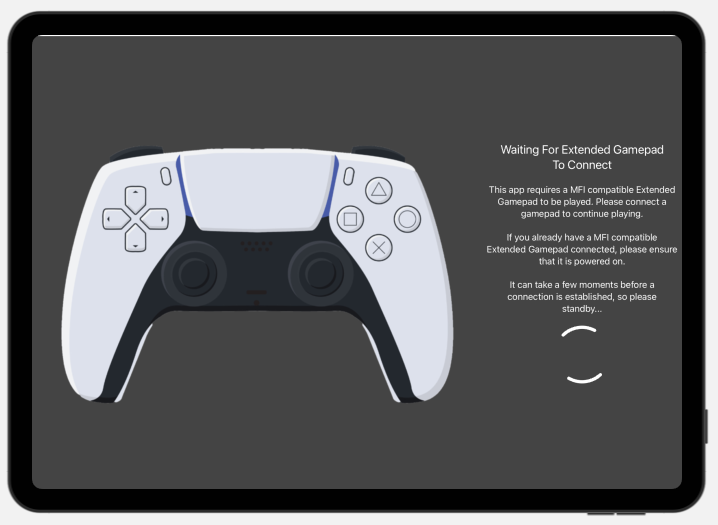 Waiting For Extended Gamepad
To Connect
This app requires a MFI compatible Extended
Gamepad to be played. Please connect a
gamepad to continue playing.
If you already have a MFI compatible
Extended Gamepad connected, please ensure
that it is powered on.
It can take a few moments before a
connection is established, so please
standby...